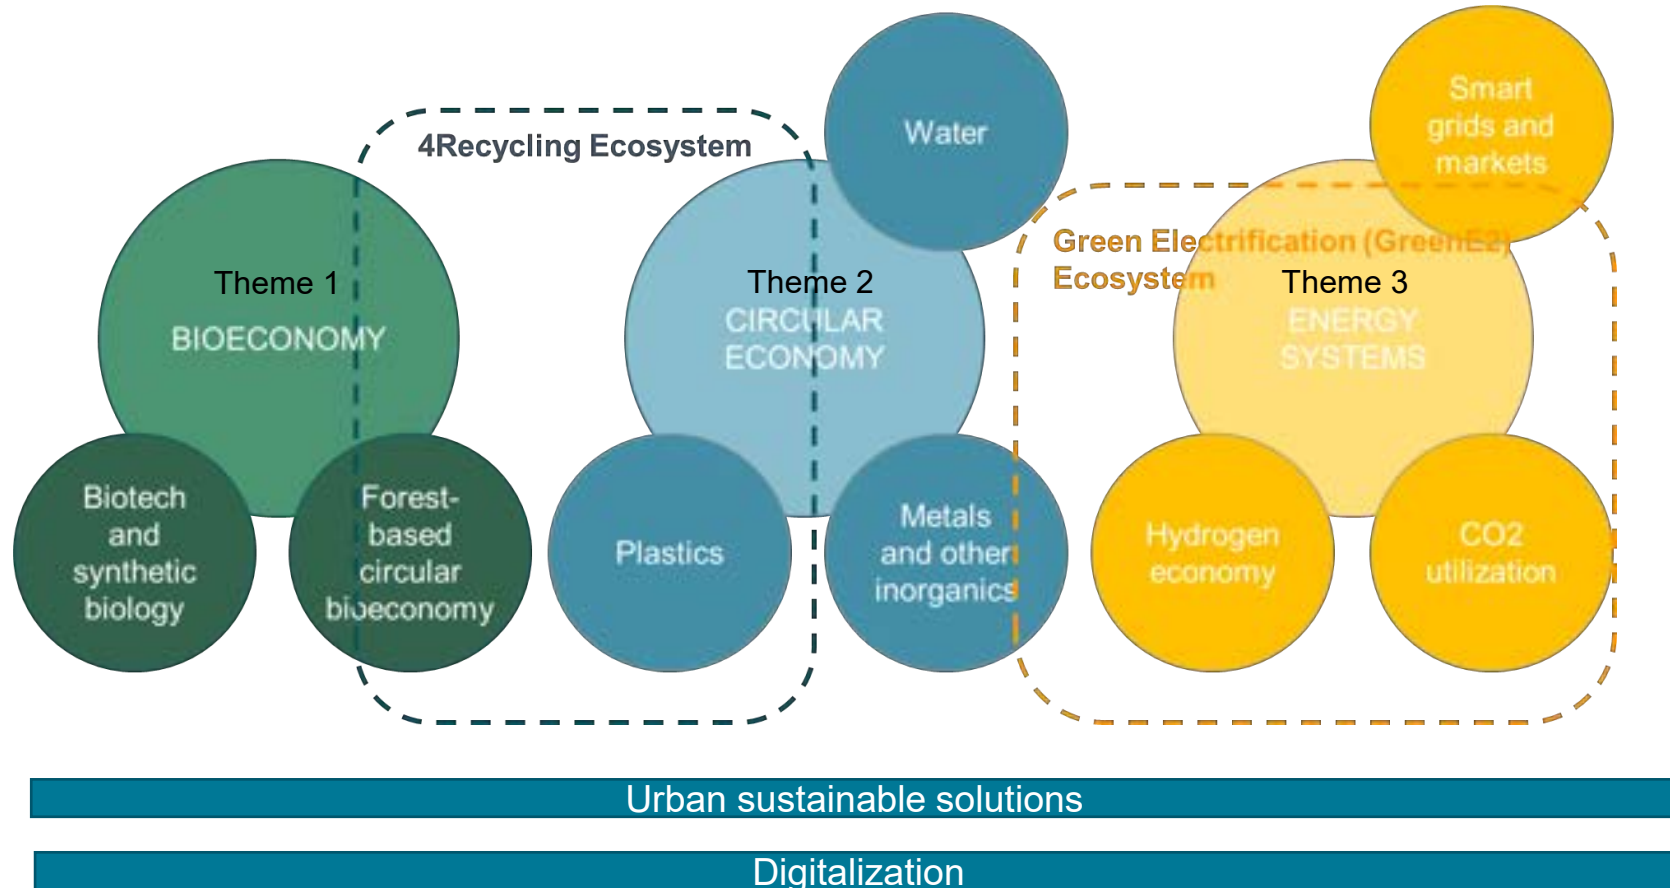 4Recycling Ecosystem
Water
Smart
grids and
markets
Green Electrification (GreenE2)
Ecosystem
Theme 1
BIOECONOMY
Theme 2
CIRCULAR
ECONOMY
Theme 3
ENERGY
SYSTEMS
Biotech
and
synthetic
biology
Forest-
based
circular
bioeconomy
Plastics
Metals
and other
inorganics
Hydrogen
economy
CO2
utilization
Urban sustainable solutions
Digitalization